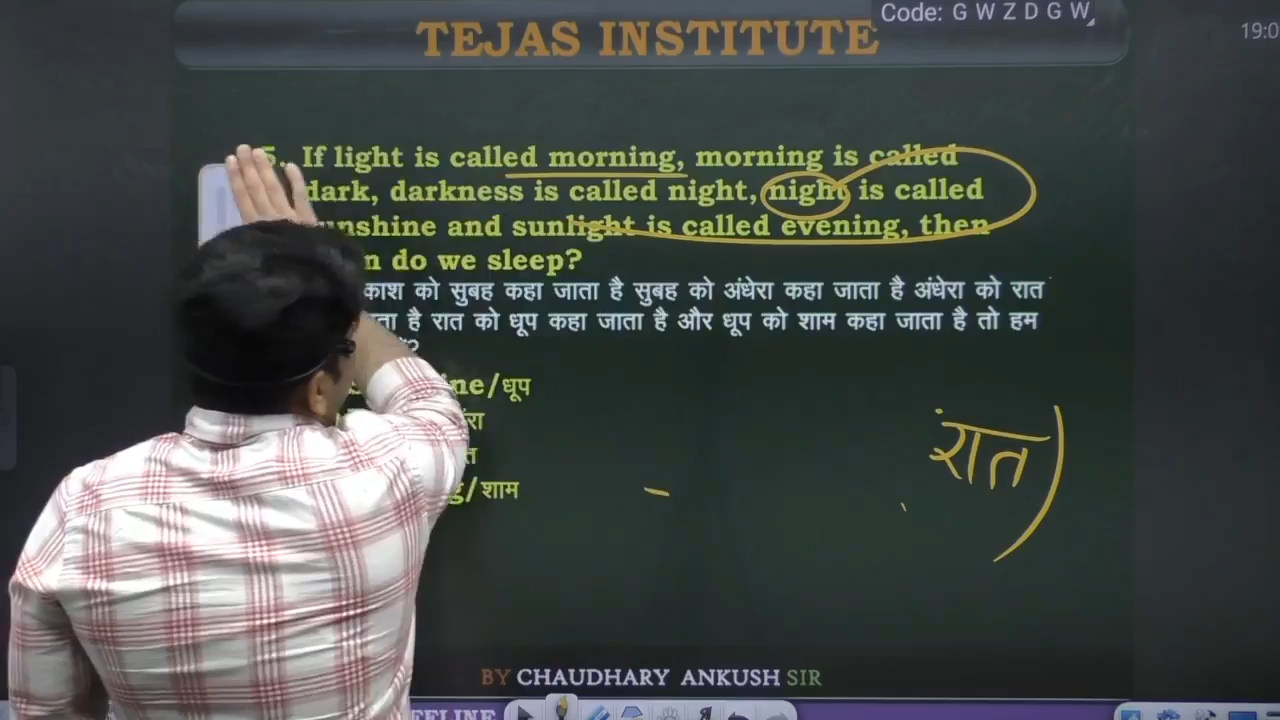 Code: G W Z D G W
TEJAS INSTITUTE
19:0
5. If light is called morning, morning is called
dark, darkness is called night, night is called
unshine and sunlight is called evening, then
n do we sleep?
काश को सुबह कहा जाता है सुबह को अंधेरा कहा जाता है अंधेरा को रात
ता है रात को धूप कहा जाता है और धूप को शाम कहा जाता है तो हम
ine/धूप
रा
त
g/शाम
रात
BY CHAUDHARY ANKUSH SIR
FFLINE